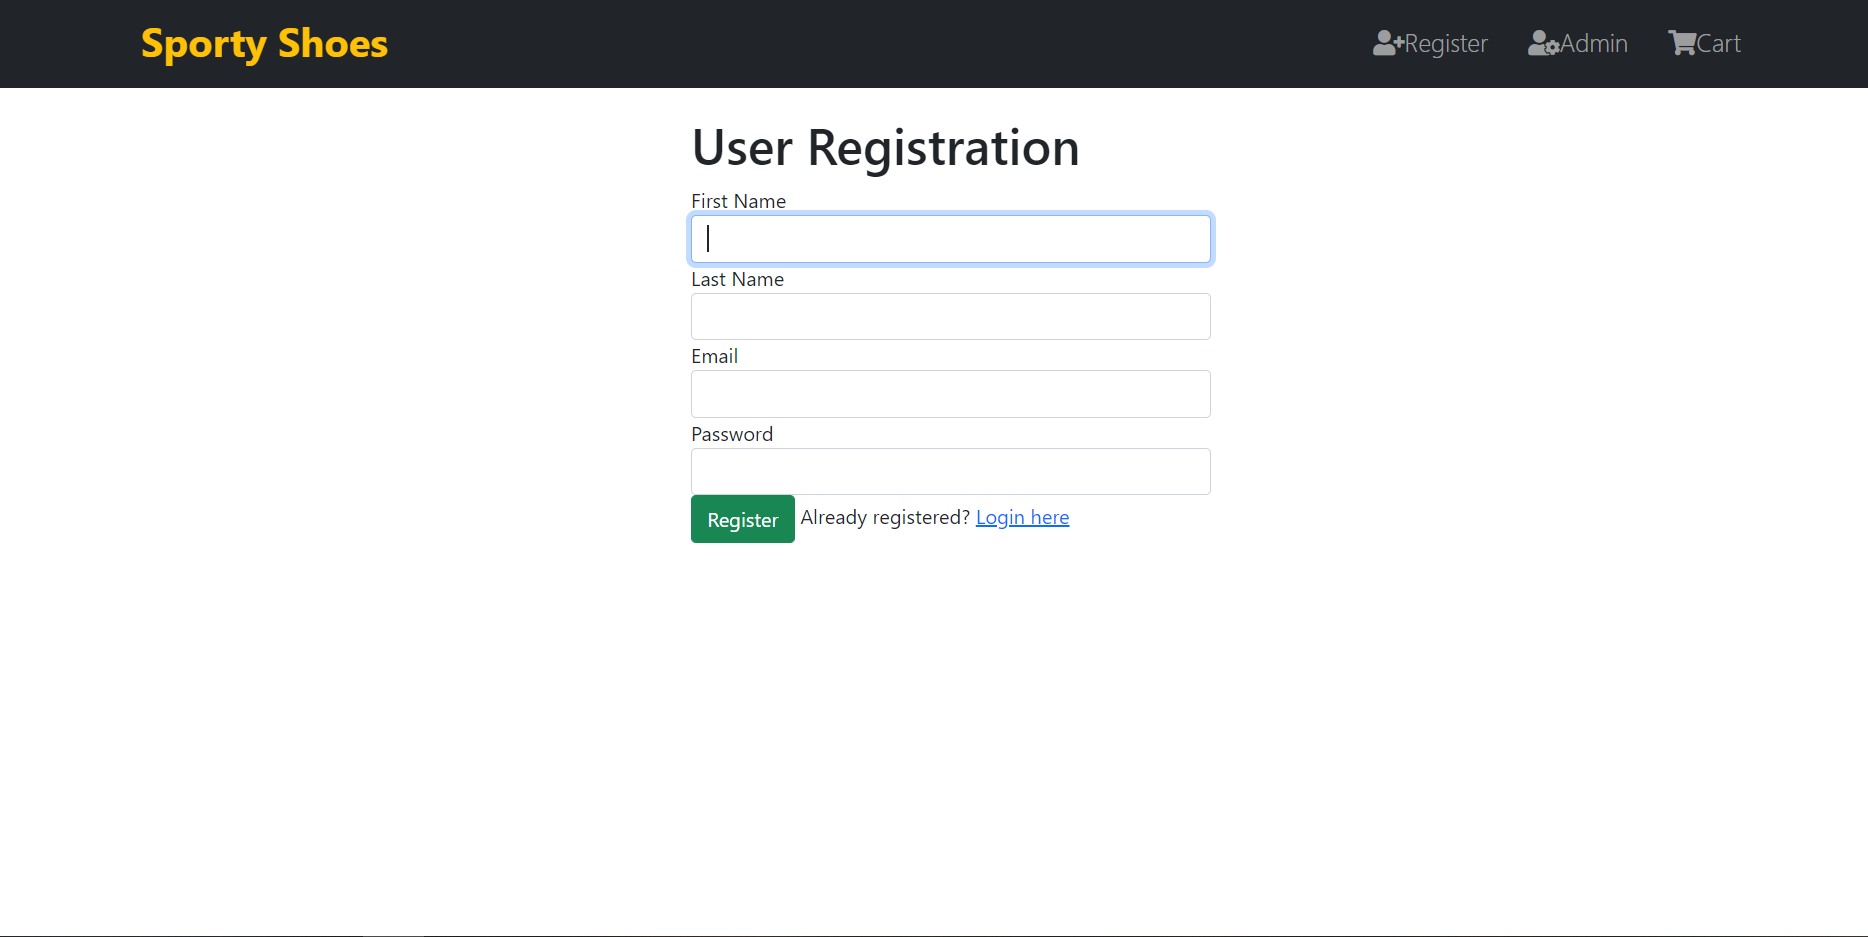 Sporty Shoes Register Admin Cart
User Registration
First Name
Last Name
Email
Password
Register Already registered? Login here